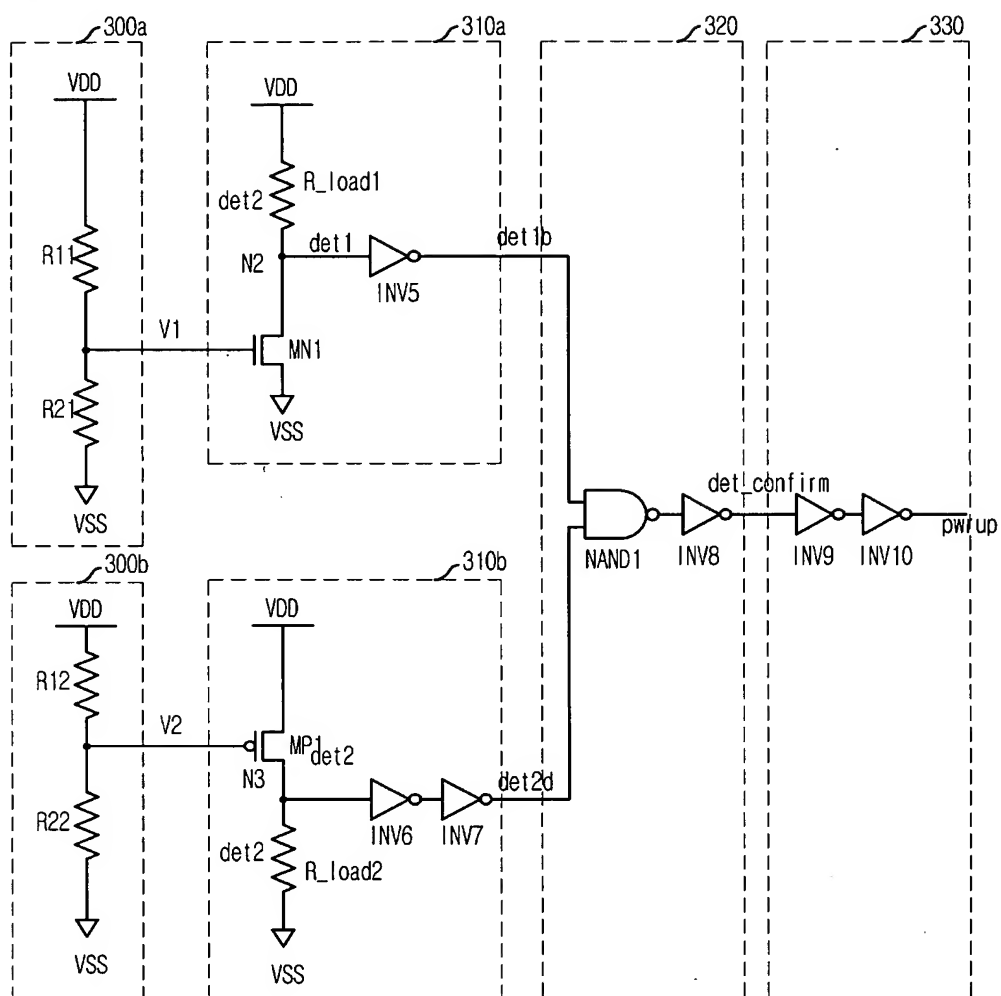 300a
310a
320
330
VDD
VDD
R_load1
det2
R11
det1
det1b
N2
INV5
V1
MN1
R21
VSS
VSS
det_confirm
pwrup
NAND1
INV8
INV9
INV10
300b
310b
VDD
VDD
R12
V2
MP1
det2
N3
det2d
R22
INV6
INV7
det2
R_load2
VSS
VSS